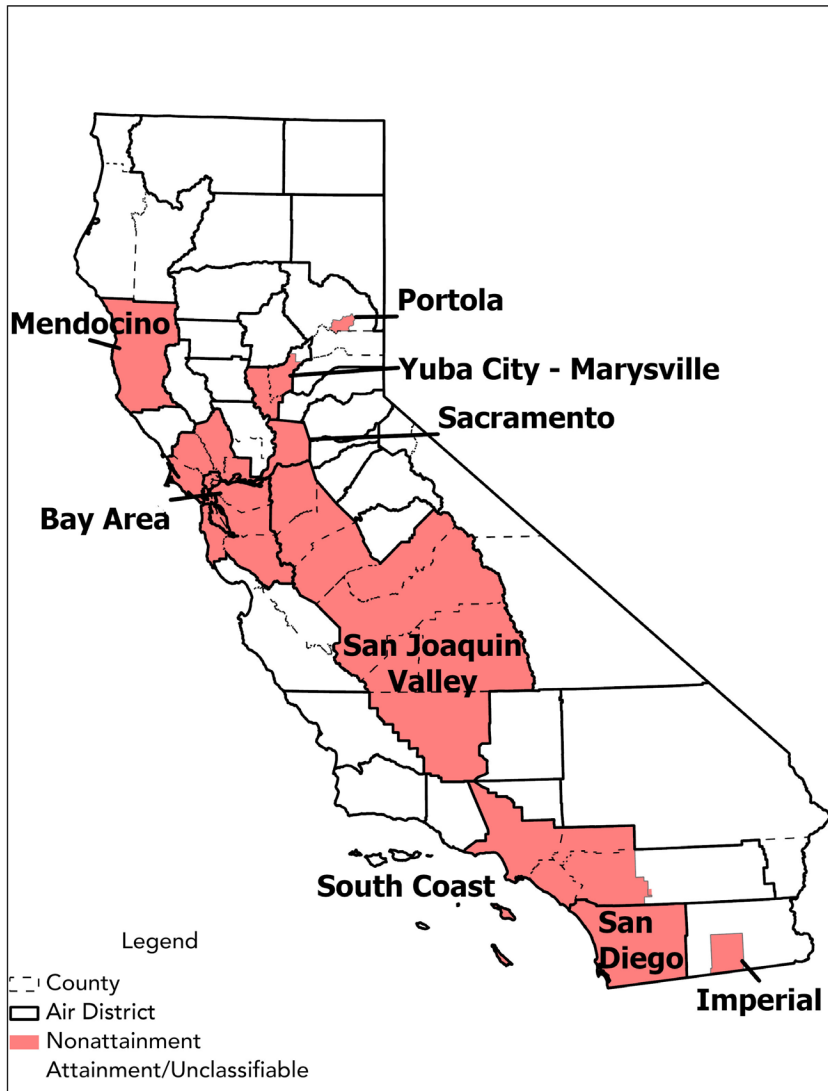 Portola
Mendocino
Yuba City - Marysville
Sacramento
Bay Area
San Joaquin
Valley
South Coast
San
Diego
Imperial
Legend
County
Air District
Nonattainment
Attainment/Unclassifiable